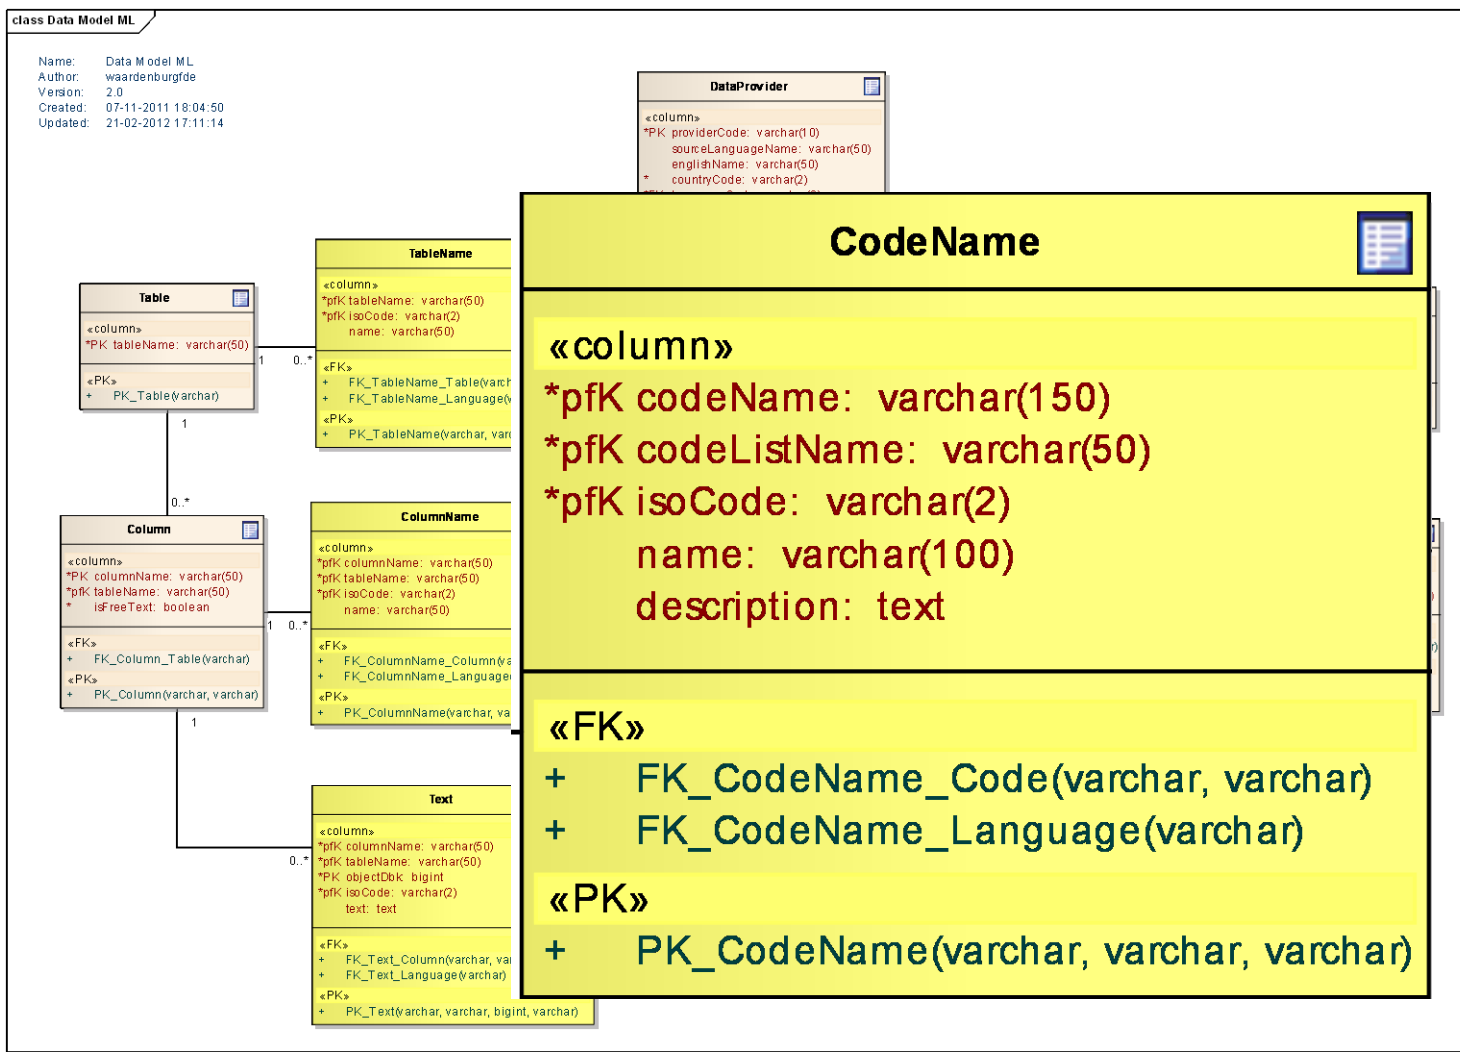 class Data Model ML
Name: Data Model ML
Author: waardenburgfde
Version: 2.0
Created: 07-11-2011 18:04:50
Updated: 21-02-2012 17:11:14
DataProvider
«column»
*PK providerCode: varchar(10)
sourceLanguageName: varchar(50)
englishName: varchar(50)
* countryCode: varchar(2)
TableName
«column»
*pfK tableName: varchar(50)
*pfK isoCode: varchar(2)
name: varchar(50)
«FK»
+ FK_TableName_Table(varch
+ FK_TableName_Language(v
«PK»
+ PK_TableName(varchar, varc
Table
«column»
*PK tableName: varchar(50)
«PK»
+ PK_Table(varchar)
1
0..*
1
0..*
Column
«column»
*PK columnName: varchar(50)
*pfK tableName: varchar(50)
* isFreeText: boolean
«FK»
+ FK_Column_Table(varchar)
«PK»
+ PK_Column(varchar, varchar)
1
0..*
1
0..*
ColumnName
«column»
*pfK columnName: varchar(50)
*pfK tableName: varchar(50)
*pfK isoCode: varchar(2)
name: varchar(50)
«FK»
+ FK_ColumnName_Column(va
+ FK_ColumnName_Language(
«PK»
+ PK_ColumnName(varchar, va
Text
«column»
*pfK columnName: varchar(50)
*pfK tableName: varchar(50)
*PK objectDbk: bigint
*pfK isoCode: varchar(2)
text: text
«FK»
+ FK_Text_Column(varchar, var
+ FK_Text_Language(varchar)
«PK»
+ PK_Text(varchar, varchar, bigint, varchar)
CodeName
«column»
*pfK codeName: varchar(150)
*pfK codeListName: varchar(50)
*pfK isoCode: varchar(2)
name: varchar(100)
description: text
«FK»
+ FK_CodeName_Code(varchar, varchar)
+ FK_CodeName_Language(varchar)
«PK»
+ PK_CodeName(varchar, varchar, varchar)